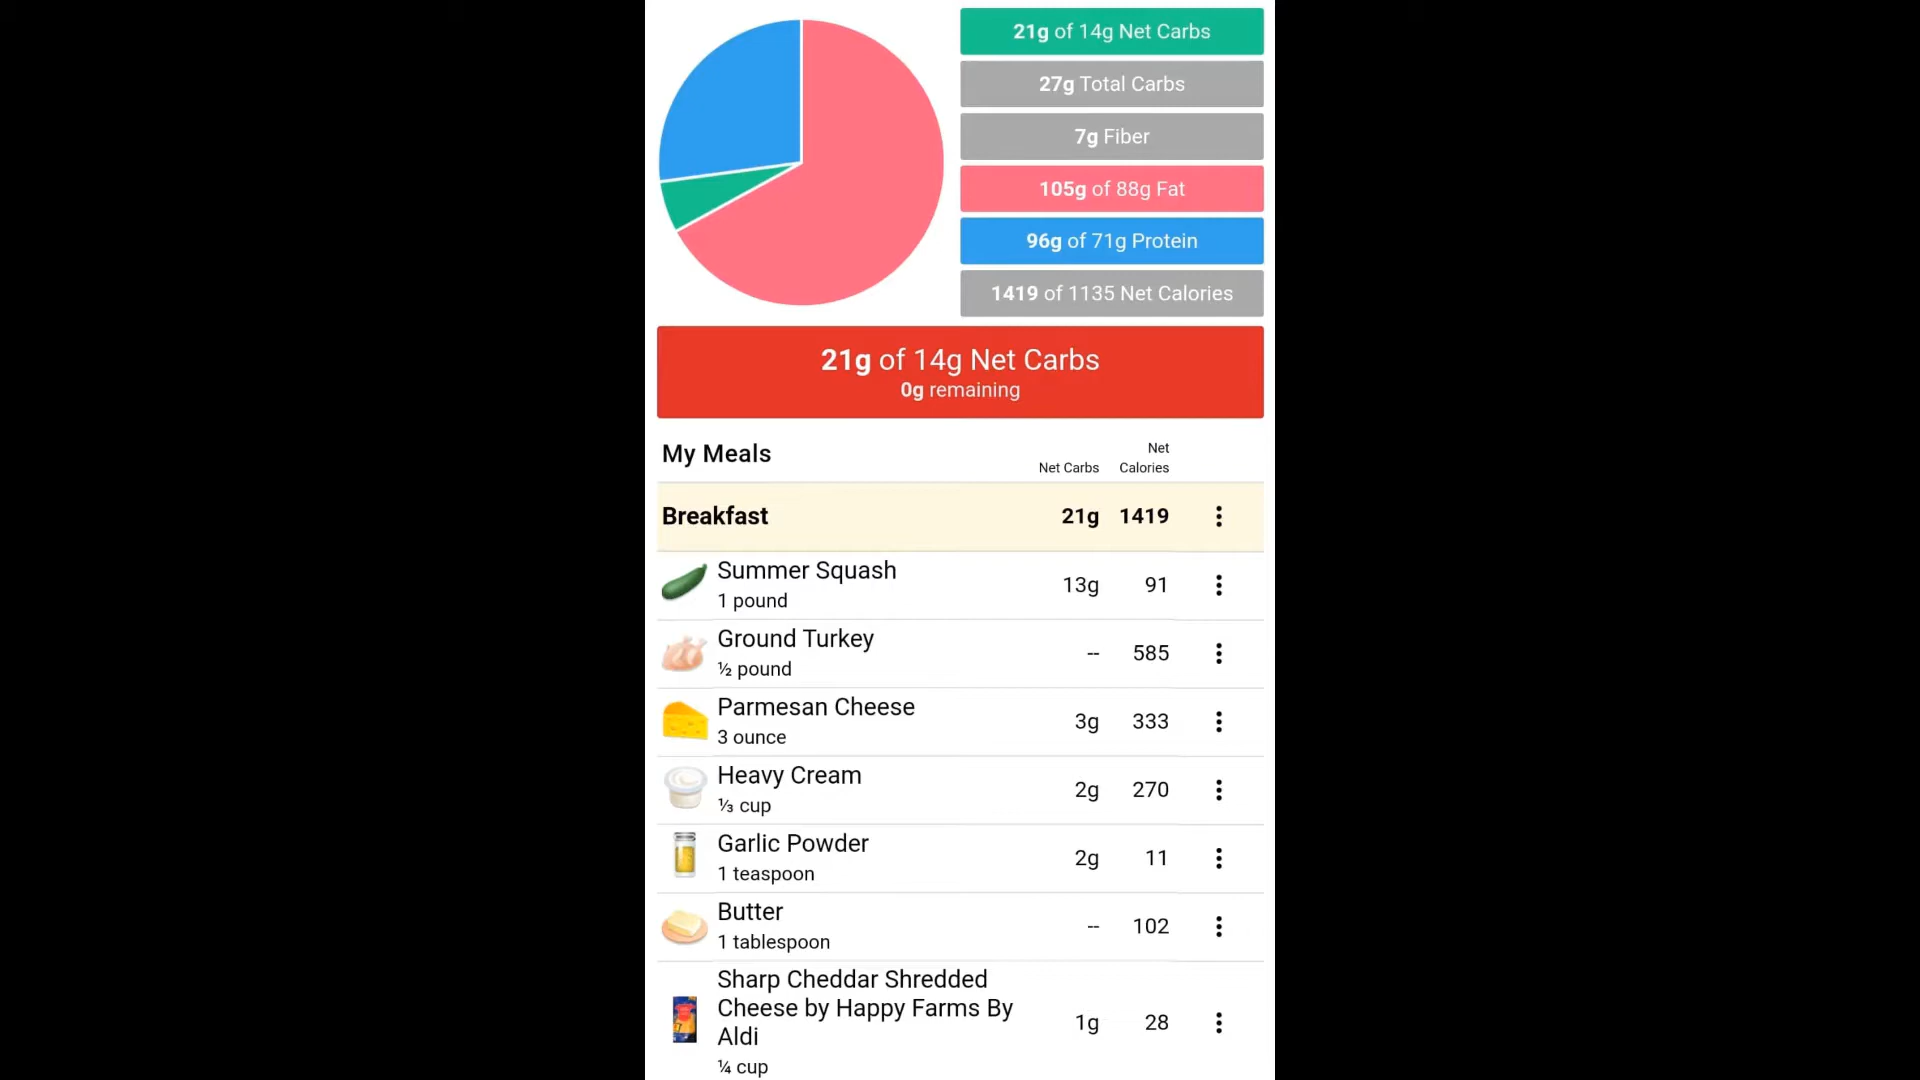 21g of 14g Net Carbs
27g Total Carbs
7g Fiber
105g of 88g Fat
96g of 71g Protein
1419 of 1135 Net Calories
21g of 14g Net Carbs
0g remaining
My Meals
Net Carbs
Net
Calories
Breakfast 21g 1419
Summer Squash
1 pound
13g 91
Ground Turkey
½ pound
-- 585
Parmesan Cheese
3 ounce
3g 333
Heavy Cream
⅓ cup
2g 270
Garlic Powder
1 teaspoon
2g 11
Butter
1 tablespoon
-- 102
Sharp Cheddar Shredded
Cheese by Happy Farms By
Aldi
¼ cup
1g 28